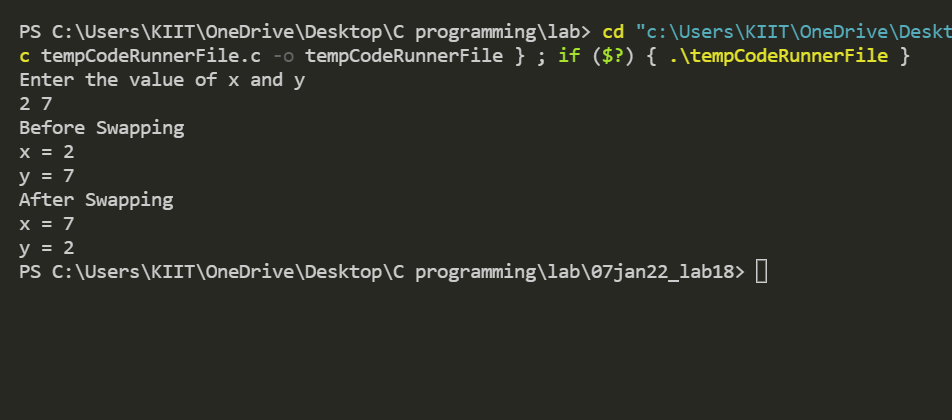 PS C:\Users\KIIT\OneDrive\Desktop\C programming\lab> cd "c:\Users\KIIT\OneDrive\Deskt
c tempCodeRunnerFile.c -o tempCodeRunnerFile } ; if ($?) { .\tempCodeRunnerFile }
Enter the value of x and y
2 7
Before Swapping
x = 2
y = 7
After Swapping
x = 7
y = 2
PS C:\Users\KIIT\OneDrive\Desktop\C programming\lab\07jan22_lab18>